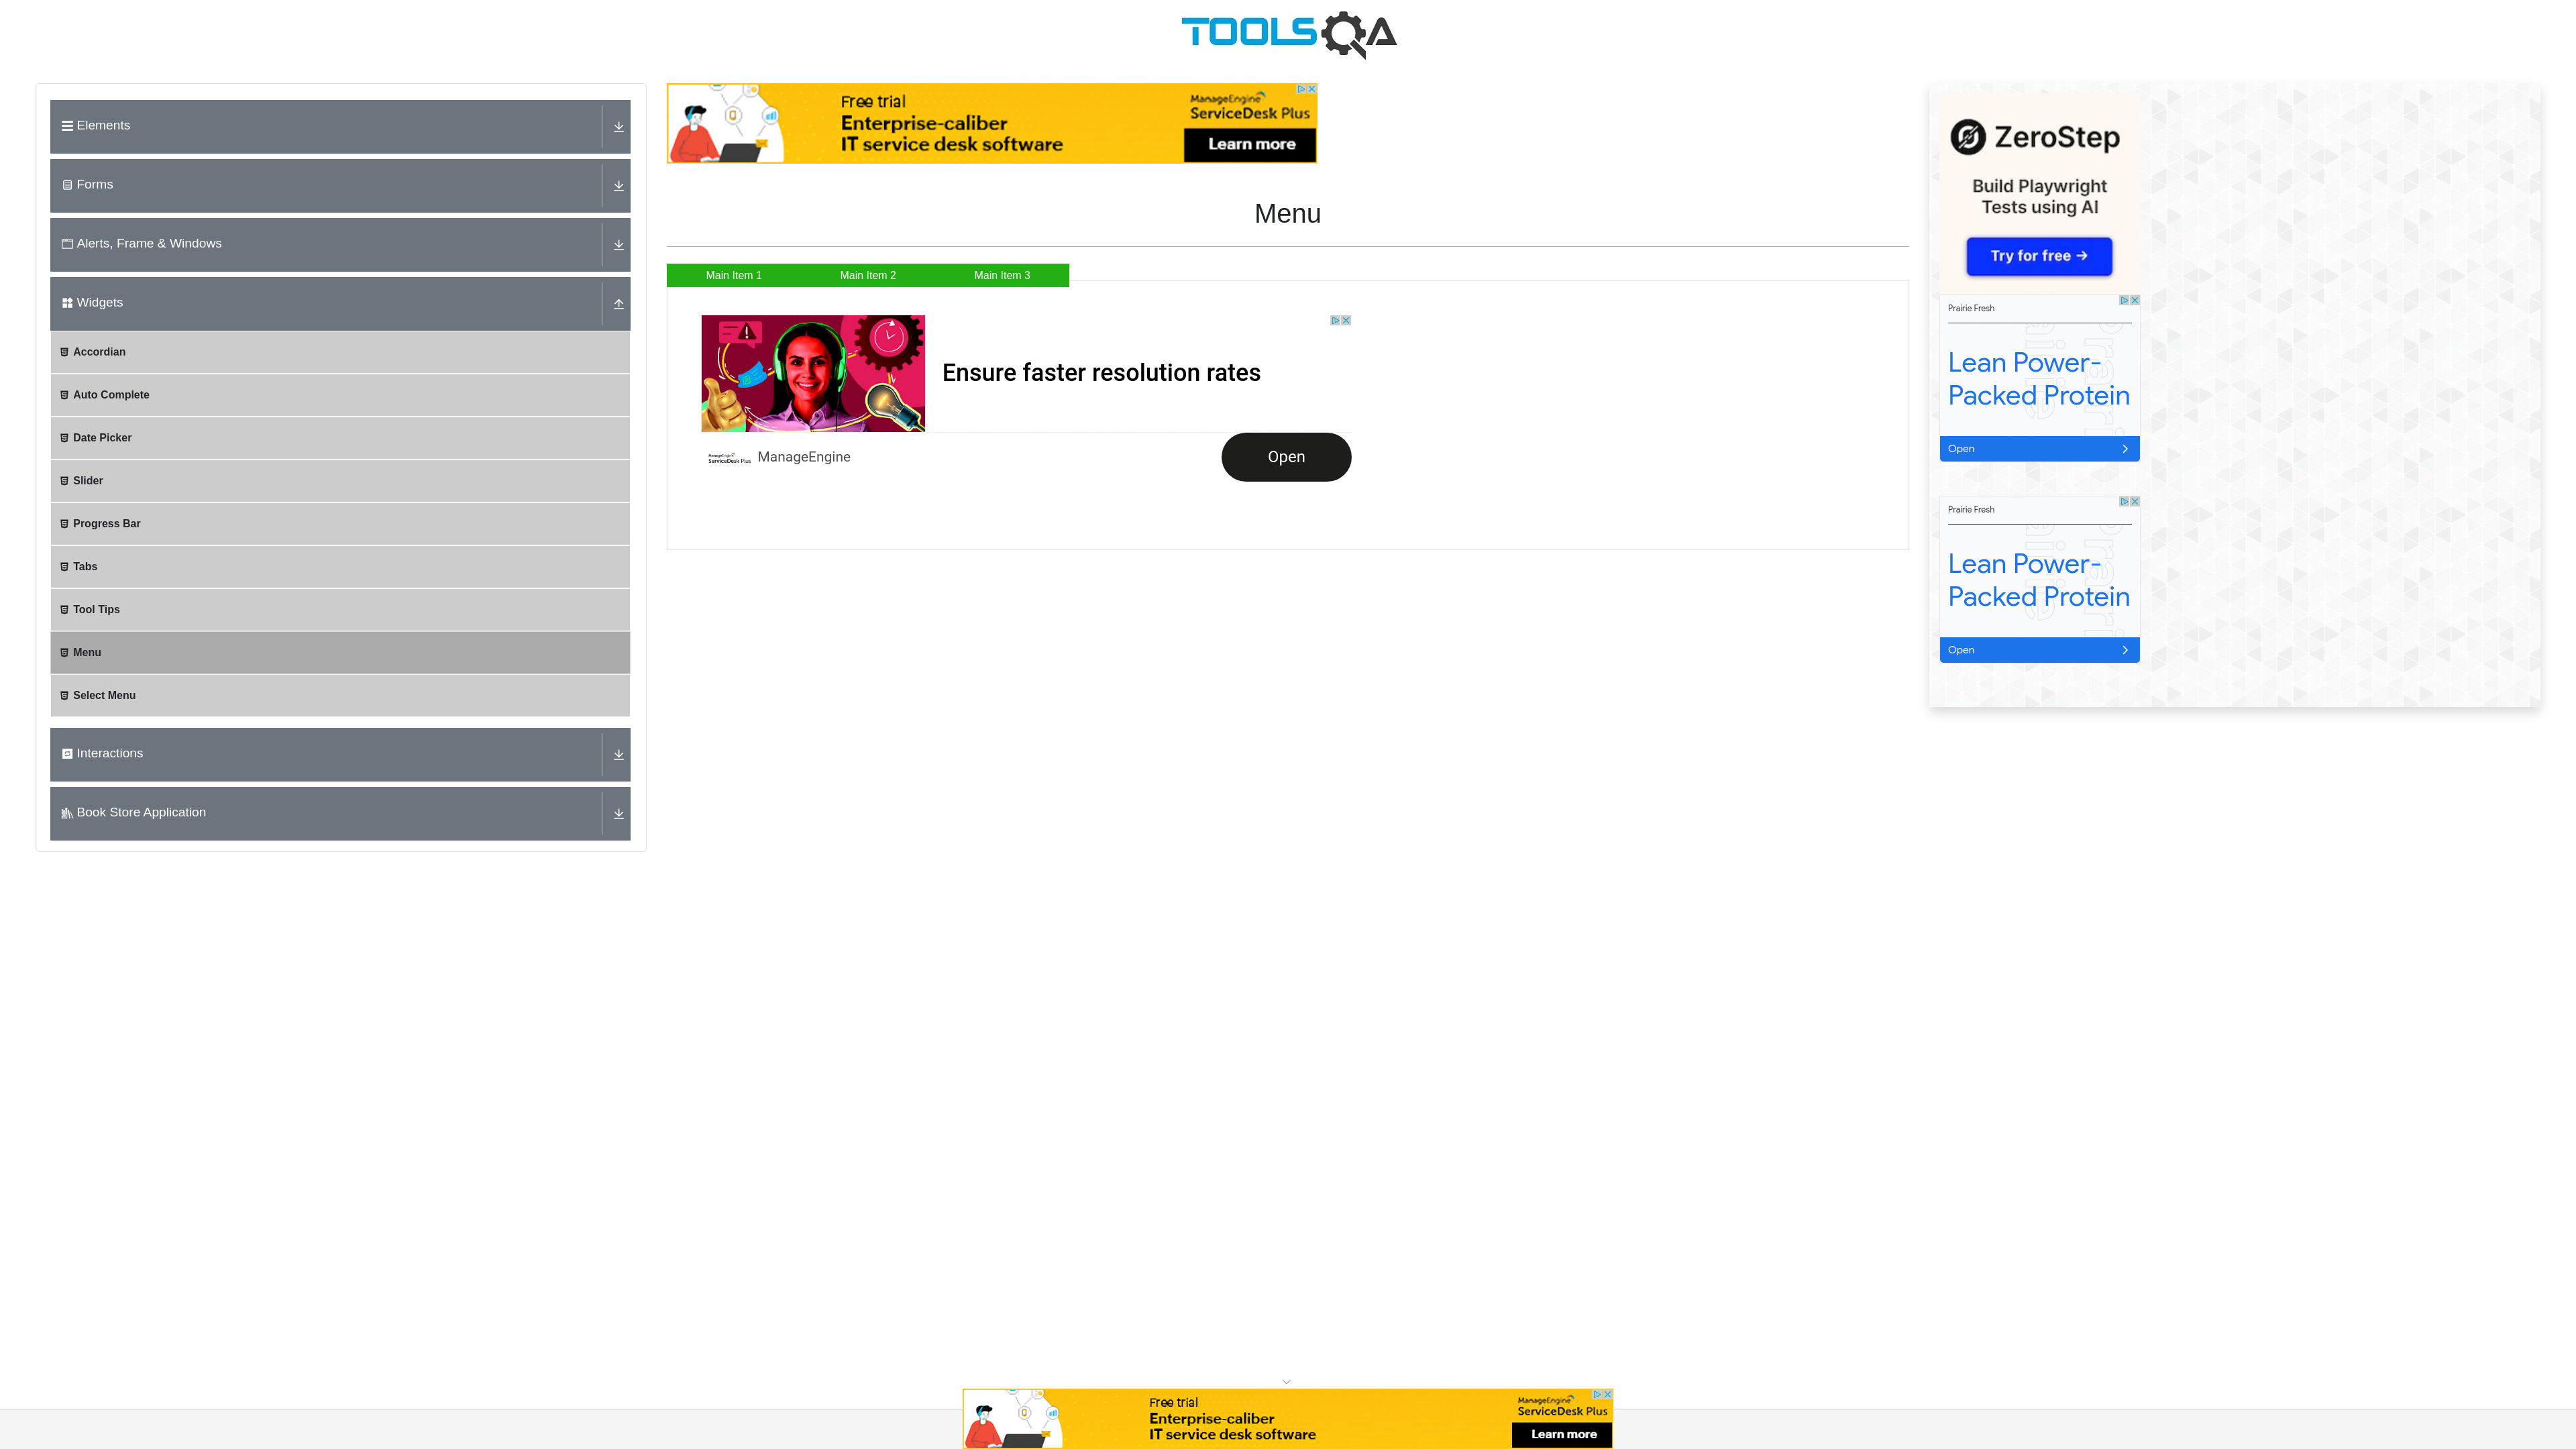 TOOLSQA
Elements
Forms
Alerts, Frame & Windows
Widgets
Accordian
Auto Complete
Date Picker
Slider
Progress Bar
Tabs
Tool Tips
Menu
Select Menu
Interactions
Book Store Application
Free trial
Enterprise-caliber
IT service desk software
ManageEngine
ServiceDesk Plus
Learn more
Menu
Main Item 1
Main Item 2
Main Item 3
Ensure faster resolution rates
ManageEngine
ServiceDesk Plus
ManageEngine
Open
ZeroStep
Build Playwright
Tests using AI
Try for free →
Prairie Fresh
Lean Power-
Packed Protein
Open
Prairie Fresh
Lean Power-
Packed Protein
Open
Free trial
Enterprise-caliber
IT service desk software
ManageEngine
ServiceDesk Plus
Learn more